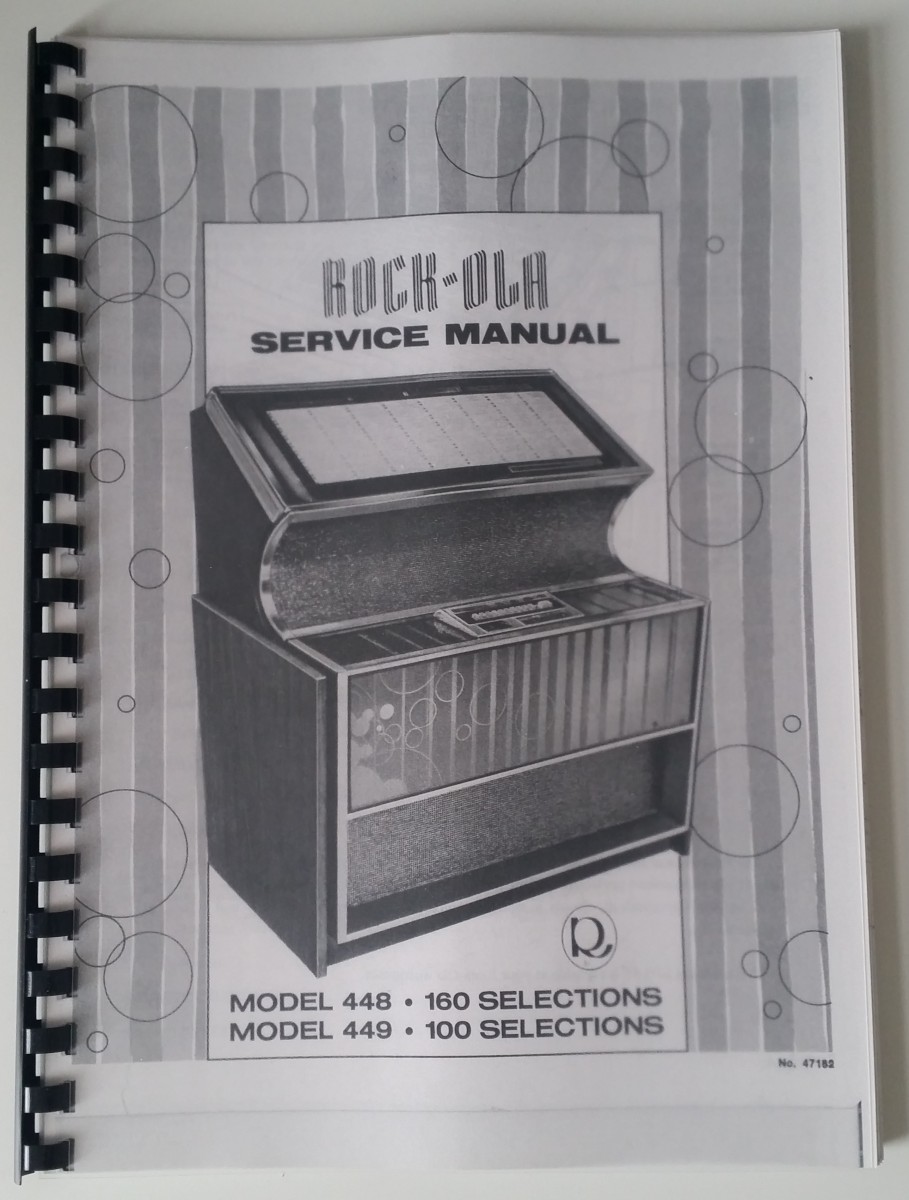 ROCK-OLA
SERVICE MANUAL
MODEL 448 • 160 SELECTIONS
MODEL 449 • 100 SELECTIONS
No. 47182